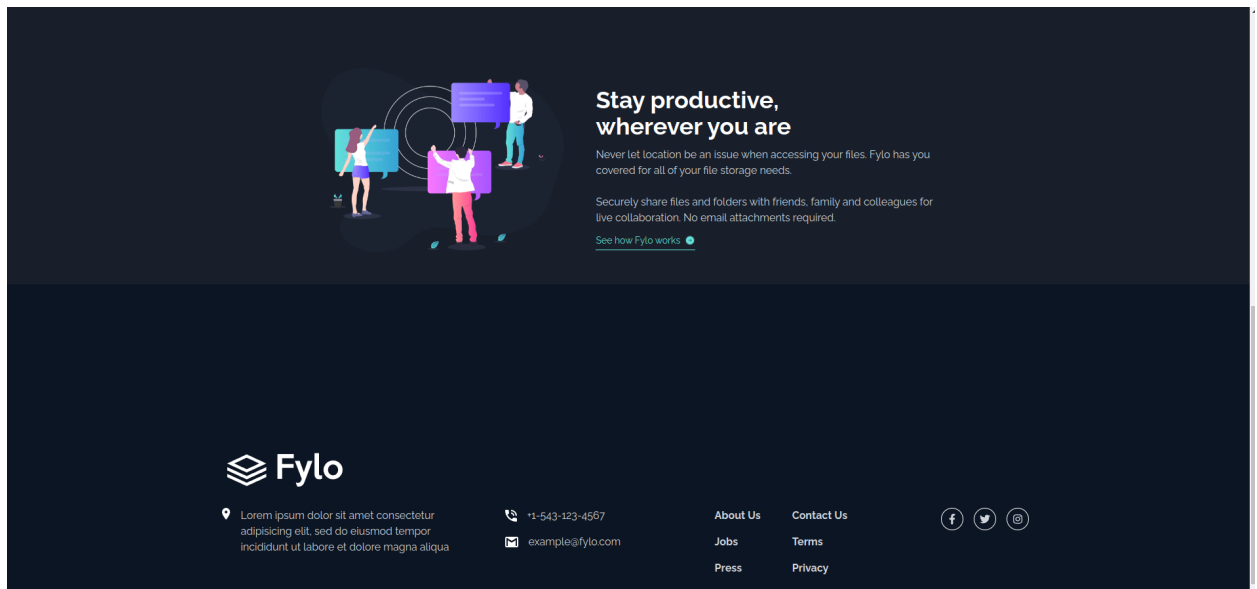 Stay productive,
wherever you are
Never let location be an issue when accessing your files. Fylo has you
covered for all of your file storage needs.
Securely share files and folders with friends, family and colleagues for
live collaboration. No email attachments required.
See how Fylo works
Fylo
Lorem ipsum dolor sit amet consectetur
adipisicing elit, sed do eiusmod tempor
incididunt ut labore et dolore magna aliqua
+1-543-123-4567
example@fylo.com
About Us
Jobs
Press
Contact Us
Terms
Privacy